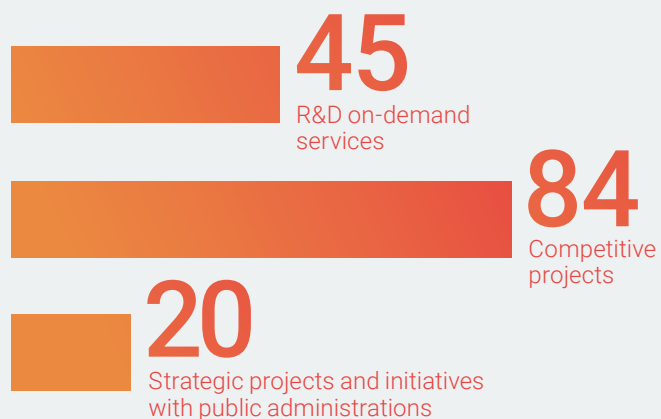 45
R&D on-demand
services
84
Competitive
projects
20
Strategic projects and initiatives
with public administrations